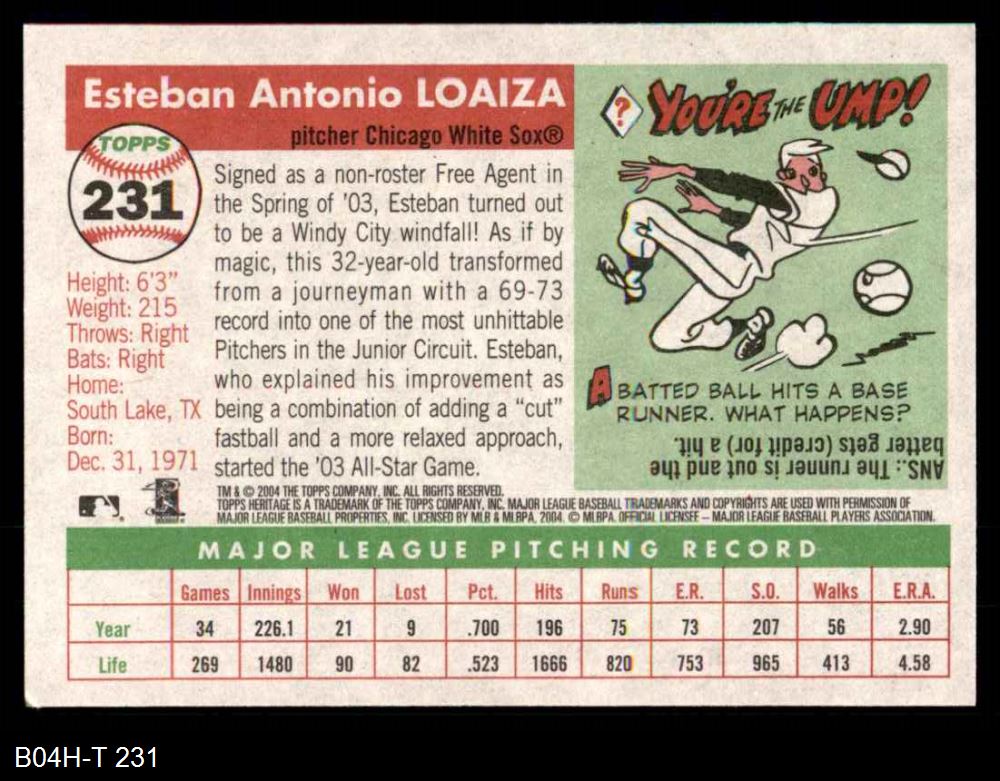 Esteban Antonio LOAIZA
pitcher Chicago White Sox®
TOPPS
231
Height: 6'3"
Weight: 215
Throws: Right
Bats: Right
Home:
South Lake, TX
Born:
Dec. 31, 1971
Signed as a non-roster Free Agent in
the Spring of '03, Esteban turned out
to be a Windy City windfall! As if by
magic, this 32-year-old transformed
from a journeyman with a 69-73
record into one of the most unhittable
Pitchers in the Junior Circuit. Esteban,
who explained his improvement as
being a combination of adding a "cut"
fastball and a more relaxed approach,
started the '03 All-Star Game.
? YOU'RE THE UMP!
A BATTED BALL HITS A BASE
RUNNER. WHAT HAPPENS?
ANS.: The runner is out and the
batter gets (credit for) a hit.
TM & © 2004 THE TOPPS COMPANY, INC. ALL RIGHTS RESERVED.
TOPPS HERITAGE IS A TRADEMARK OF THE TOPPS COMPANY, INC. MAJOR LEAGUE BASEBALL TRADEMARKS AND COPYRIGHTS ARE USED WITH PERMISSION OF
MAJOR LEAGUE BASEBALL PROPERTIES, INC. LICENSED BY MLB & MLBPA, 2004. © MLBPA. OFFICIAL LICENSEE – MAJOR LEAGUE BASEBALL PLAYERS ASSOCIATION.
MAJOR LEAGUE PITCHING RECORD
Games Innings Won Lost Pct. Hits Runs E.R. S.O. Walks E.R.A.
Year 34 226.1 21 9 .700 196 75 73 207 56 2.90
Life 269 1480 90 82 .523 1666 820 753 965 413 4.58
B04H-T 231